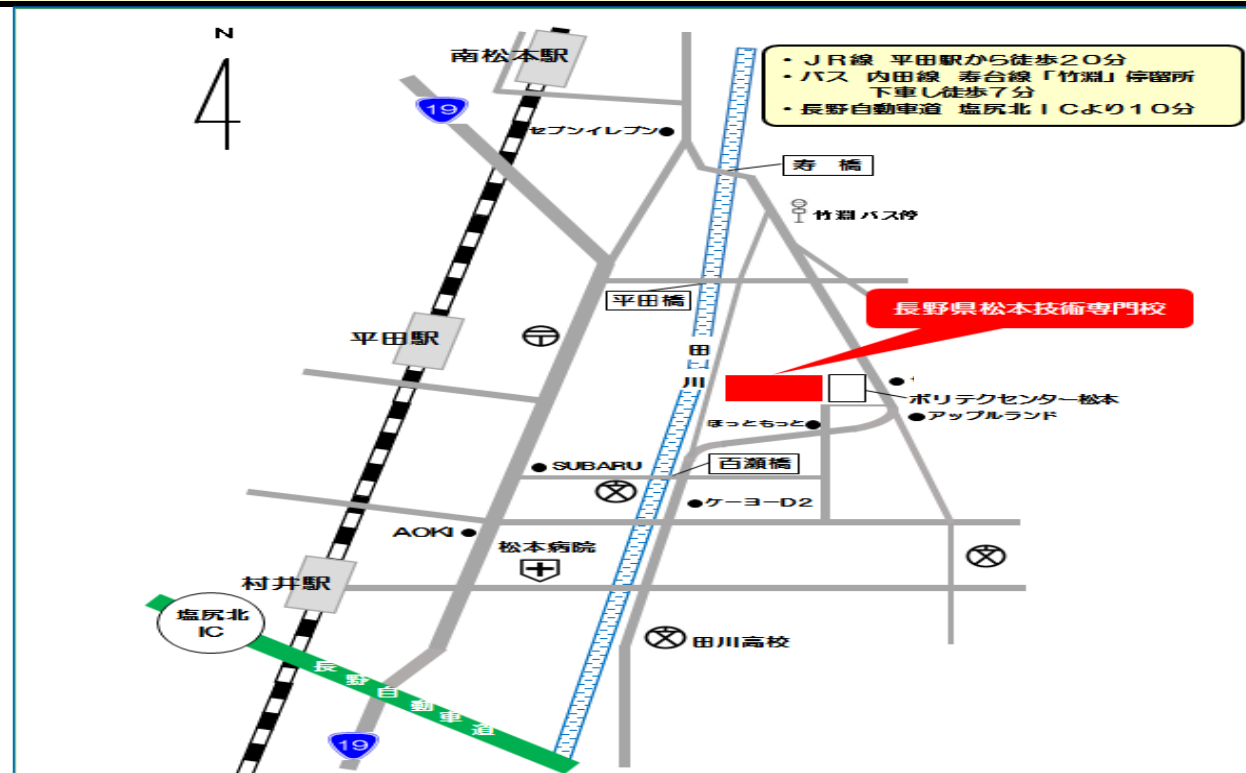 N
南松本駅
・ＪＲ線 平田駅から徒歩２０分
・バス 内田線 寿台線「竹淵」停留所
下車し徒歩７分
・長野自動車道 塩尻北ＩＣより１０分
19
セブンイレブン
寿 橋
竹淵バス停
平田橋
長野県松本技術専門校
平田駅
田
川
ポリテクセンター松本
アップルランド
ほっともっと
SUBARU
百瀬橋
ケーヨーD2
AOKI
松本病院
村井駅
塩尻北
IC
田川高校
長野自動車道
19